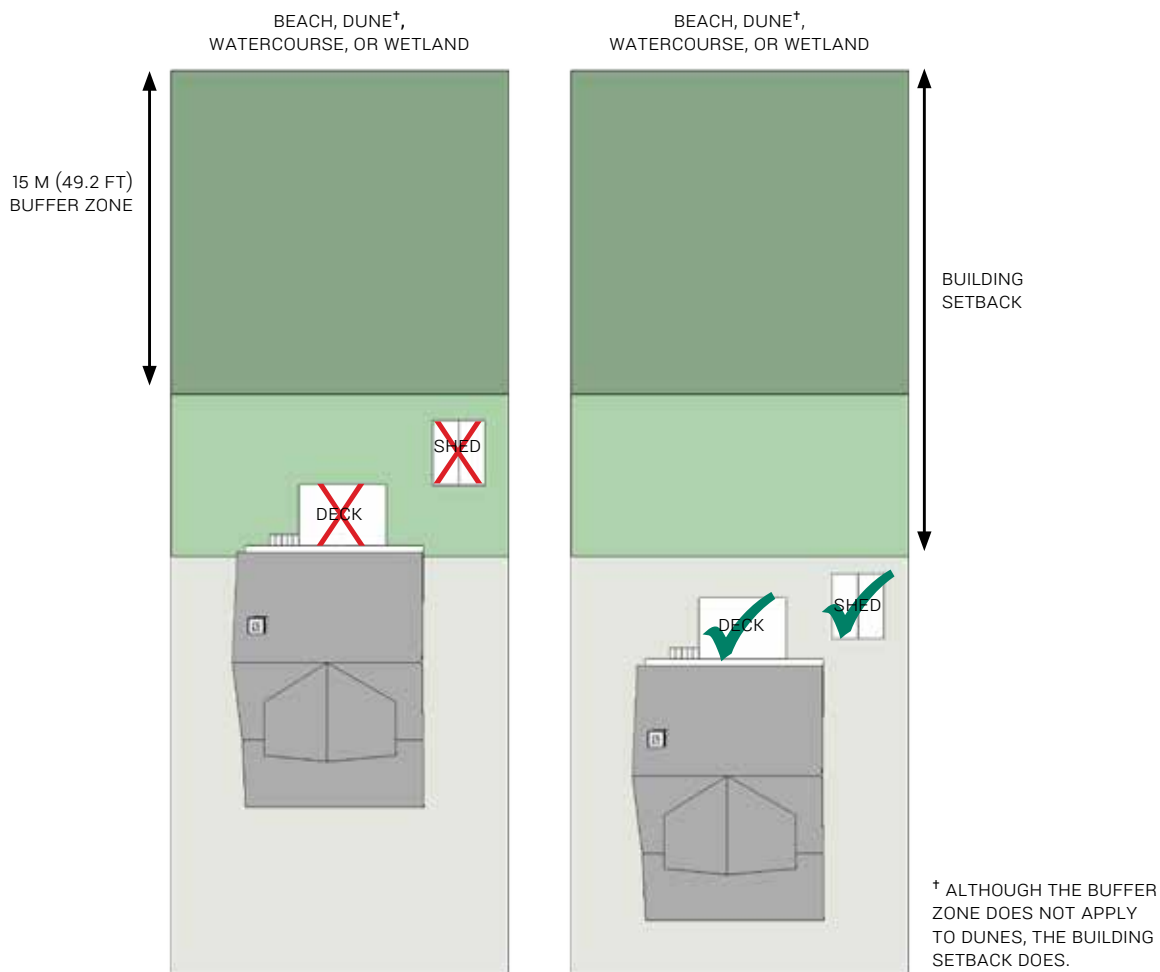 BEACH, DUNE†,
WATERCOURSE, OR WETLAND
BEACH, DUNE†,
WATERCOURSE, OR WETLAND
15 M (49.2 FT)
BUFFER ZONE
BUILDING
SETBACK
SHED
DECK
SHED
DECK
† ALTHOUGH THE BUFFER
ZONE DOES NOT APPLY
TO DUNES, THE BUILDING
SETBACK DOES.